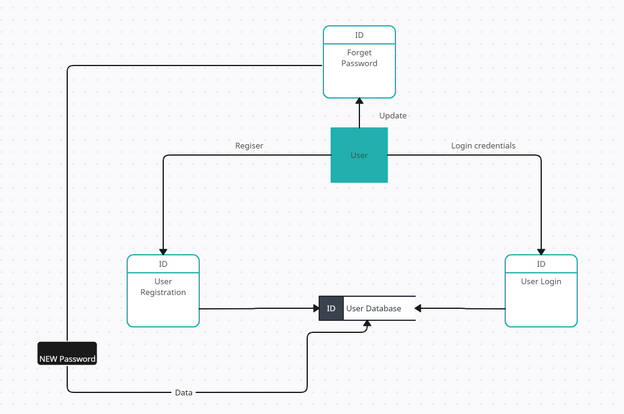 ID
Forget
Password
Update
User
Regiser
Login credentials
ID
User
Registration
ID
User Login
ID
User Database
NEW Password
Data